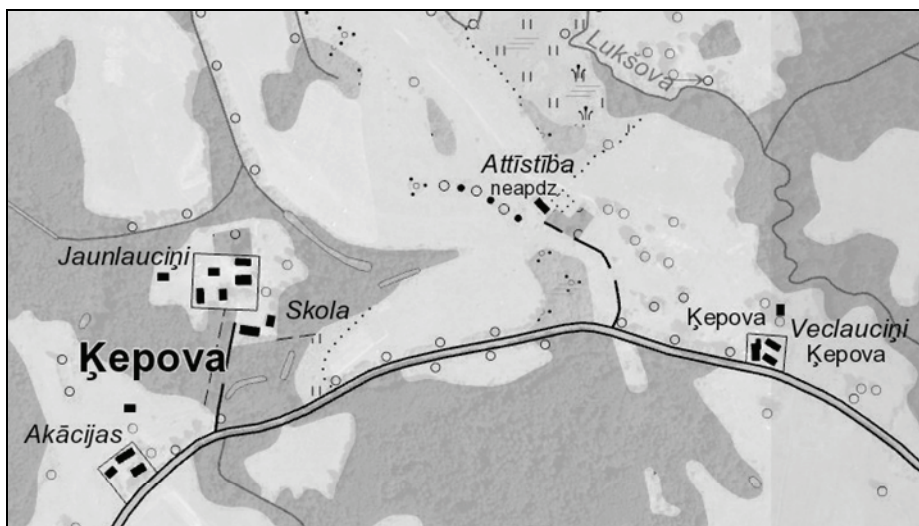 Lukšova
Attīstība
neapdz.
Jaunlauciņi
Skola
Ķepova
Ķepova
Veclauciņi
Ķepova
Akācijas